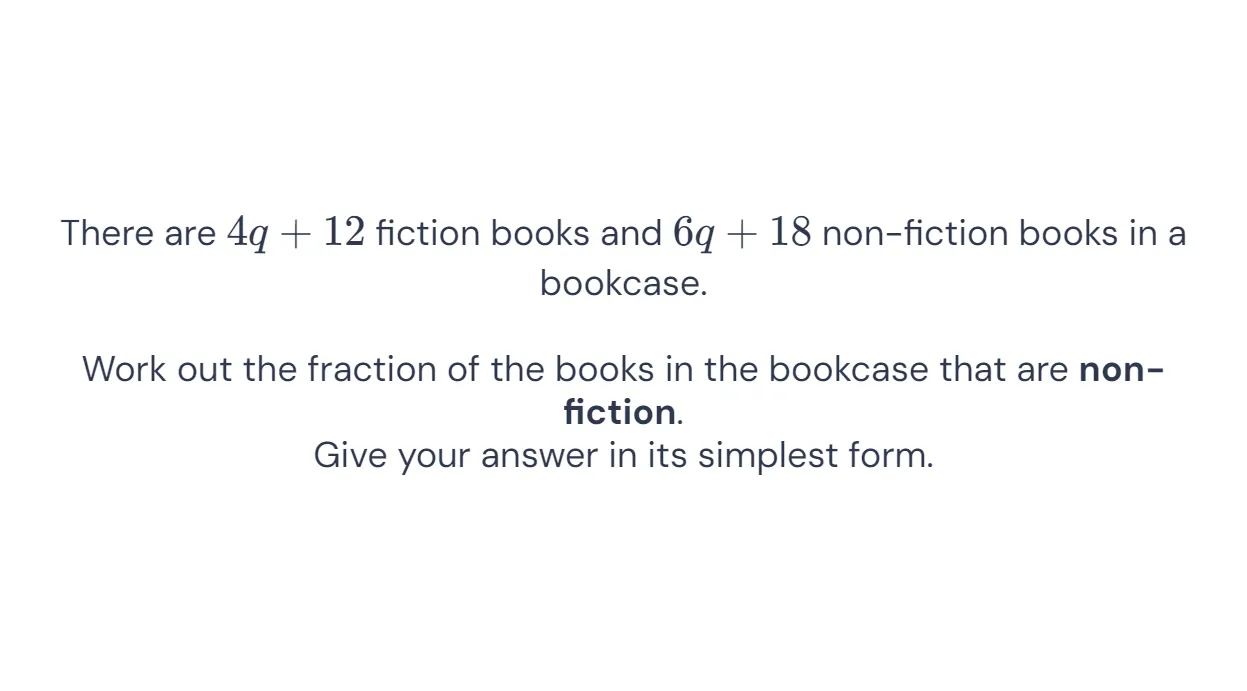 There are 4q + 12 fiction books and 6q + 18 non-fiction books in a
bookcase.
Work out the fraction of the books in the bookcase that are non-
fiction.
Give your answer in its simplest form.